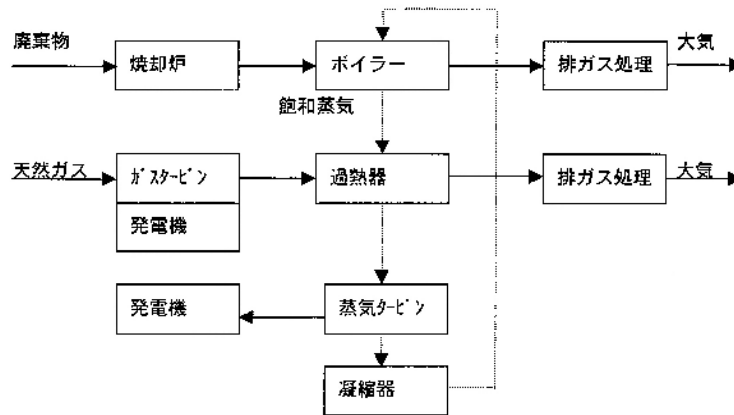 廃棄物
焼却炉
ボイラー
排ガス処理
大気
飽和蒸気
天然ガス
ガスタービン
過熱器
排ガス処理
大気
発電機
発電機
蒸気タービン
凝縮器